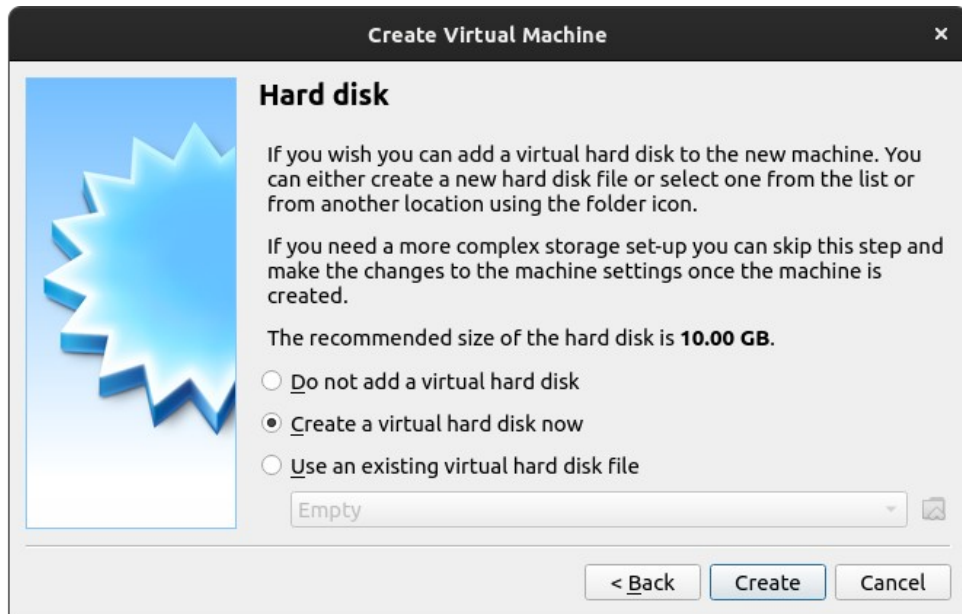 Create Virtual Machine
Hard disk
If you wish you can add a virtual hard disk to the new machine. You
can either create a new hard disk file or select one from the list or
from another location using the folder icon.
If you need a more complex storage set-up you can skip this step and
make the changes to the machine settings once the machine is
created.
The recommended size of the hard disk is 10.00 GB.
Do not add a virtual hard disk
Create a virtual hard disk now
Use an existing virtual hard disk file
Empty
< Back Create Cancel